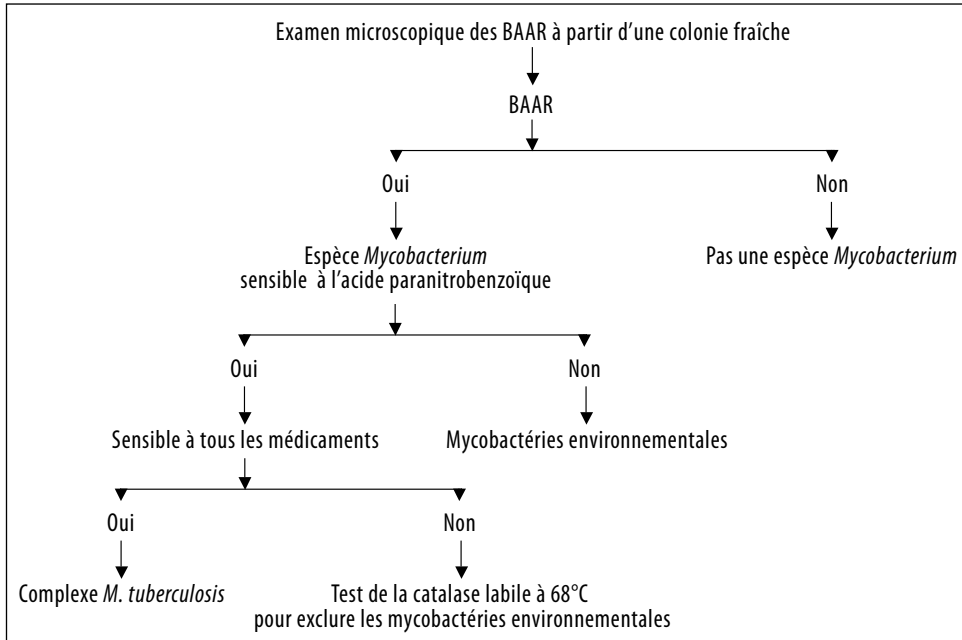 Examen microscopique des BAAR à partir d'une colonie fraîche
BAAR
Oui
Non
Espèce Mycobacterium
sensible à l'acide paranitrobenzoïque
Pas une espèce Mycobacterium
Oui
Non
Sensible à tous les médicaments
Mycobactéries environnementales
Oui
Non
Complexe M. tuberculosis
Test de la catalase labile à 68°C
pour exclure les mycobactéries environnementales